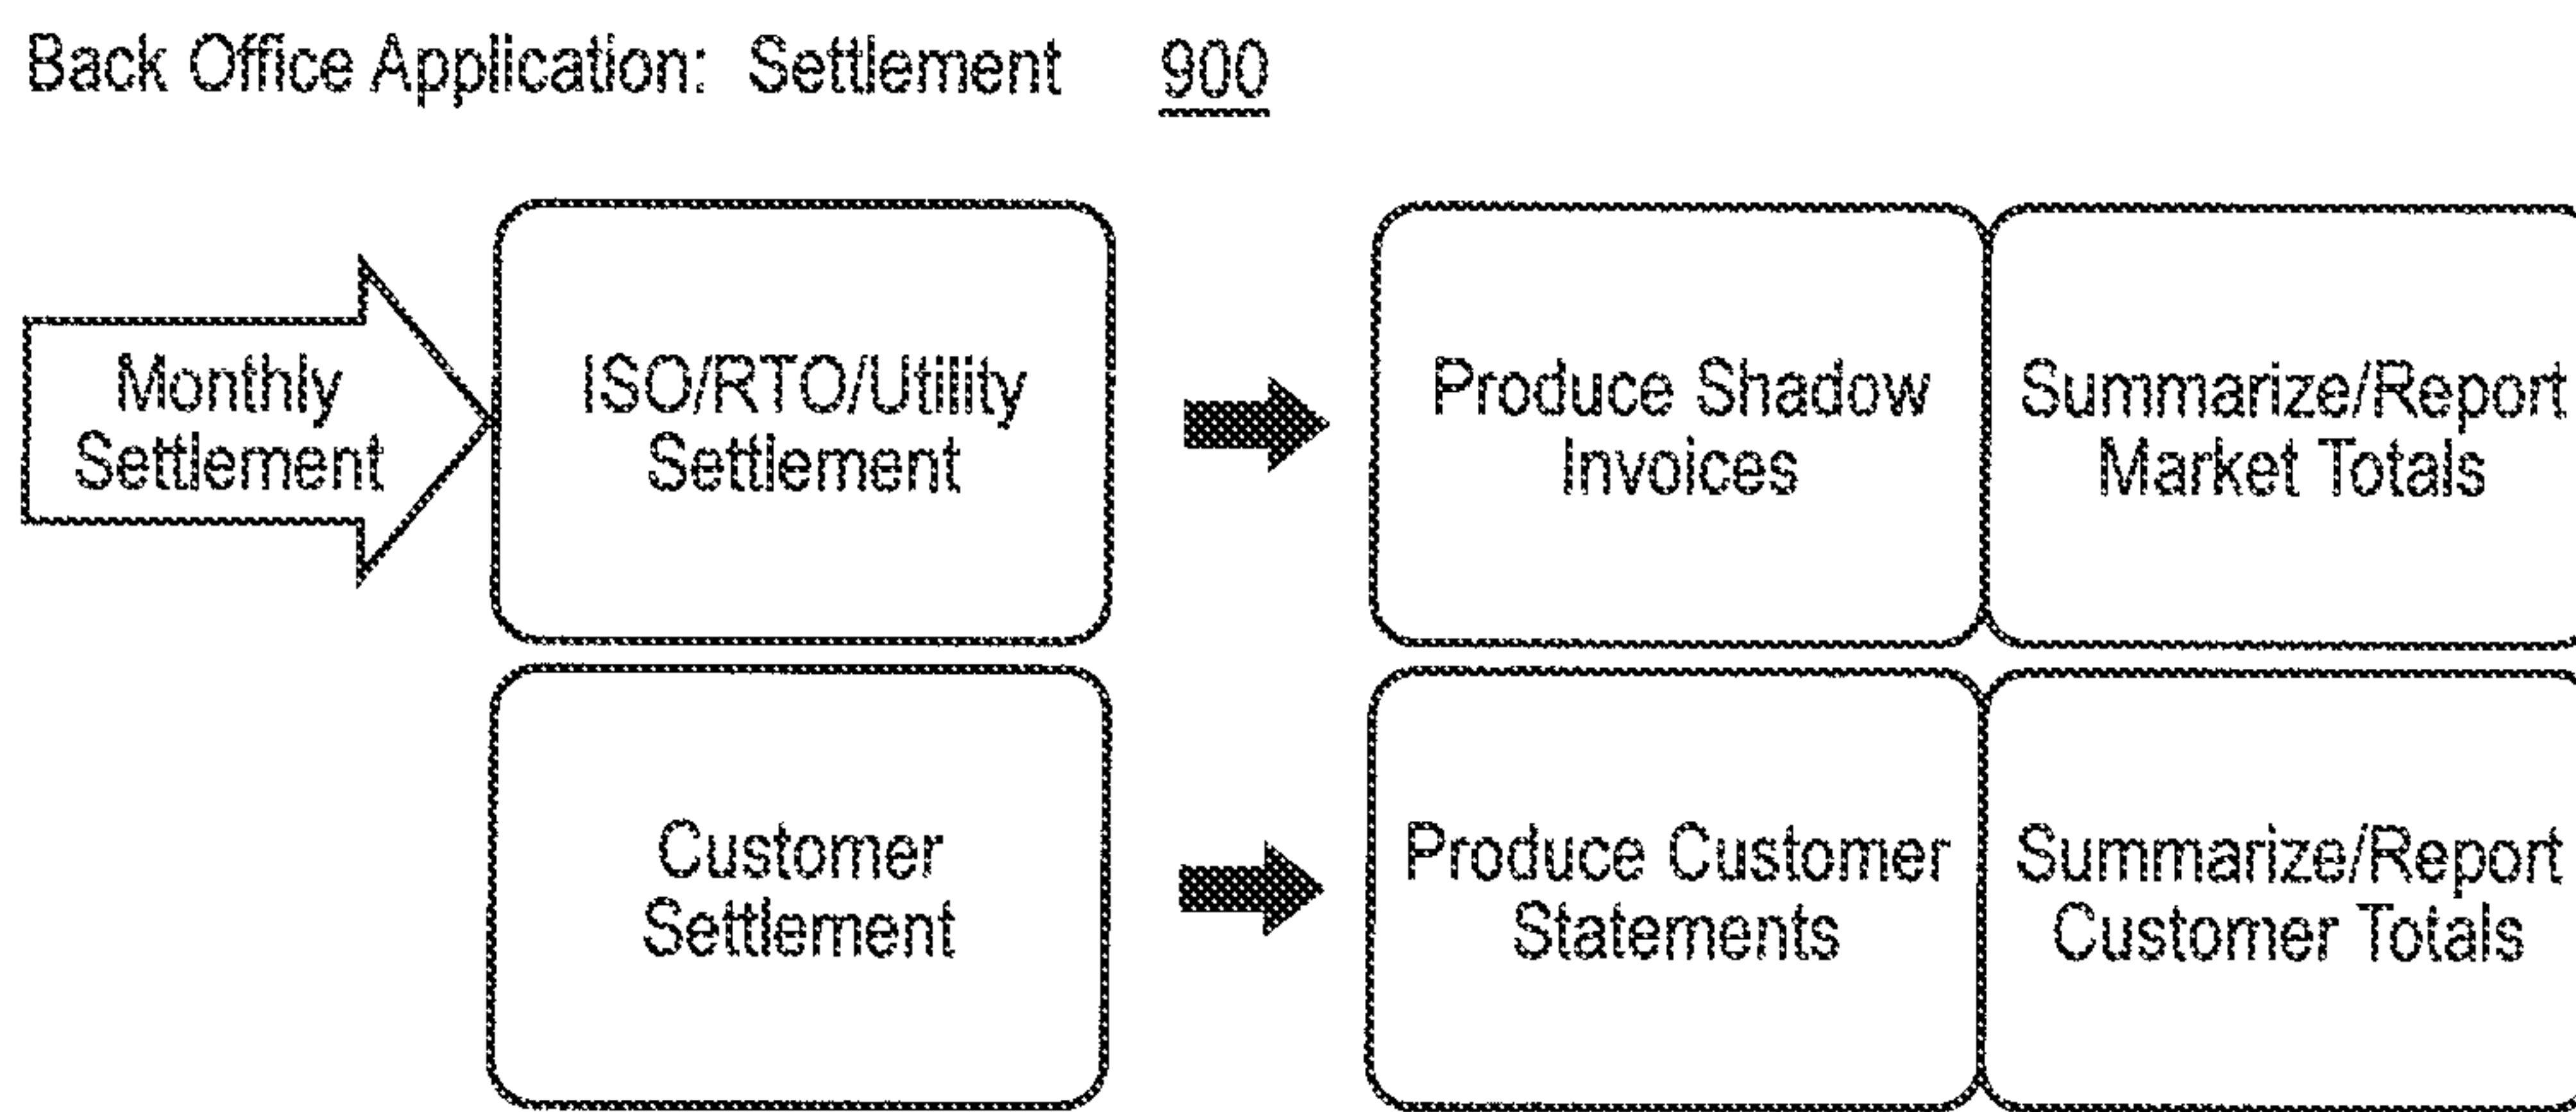 Back Office Application: Settlement 900
Monthly
Settlement
ISO/RTO/Utility
Settlement
Produce Shadow
Invoices
Summarize/Report
Market Totals
Customer
Settlement
Produce Customer
Statements
Summarize/Report
Customer Totals